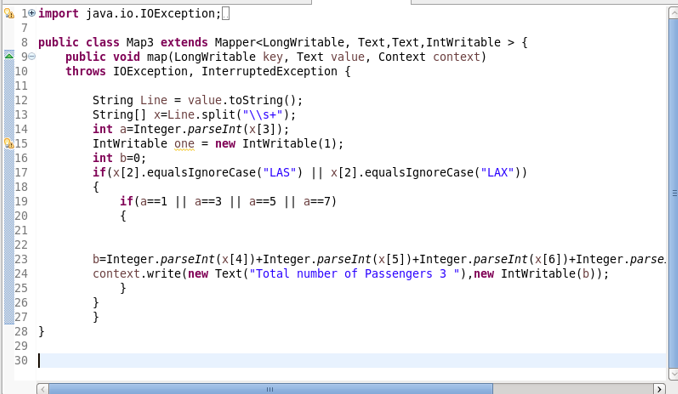 1 import java.io.IOException;
7
8 public class Map3 extends Mapper<LongWritable, Text,Text,IntWritable > {
9 public void map(LongWritable key, Text value, Context context)
10 throws IOException, InterruptedException {
11
12 String Line = value.toString();
13 String[] x=Line.split("\\s+");
14 int a=Integer.parseInt(x[3]);
15 IntWritable one = new IntWritable(1);
16 int b=0;
17 if(x[2].equalsIgnoreCase("LAS") || x[2].equalsIgnoreCase("LAX"))
18 {
19 if(a==1 || a==3 || a==5 || a==7)
20 {
21
22
23 b=Integer.parseInt(x[4])+Integer.parseInt(x[5])+Integer.parseInt(x[6])+Integer.parse
24 context.write(new Text("Total number of Passengers 3 "),new IntWritable(b));
25 }
26 }
27 }
28 }
29
30